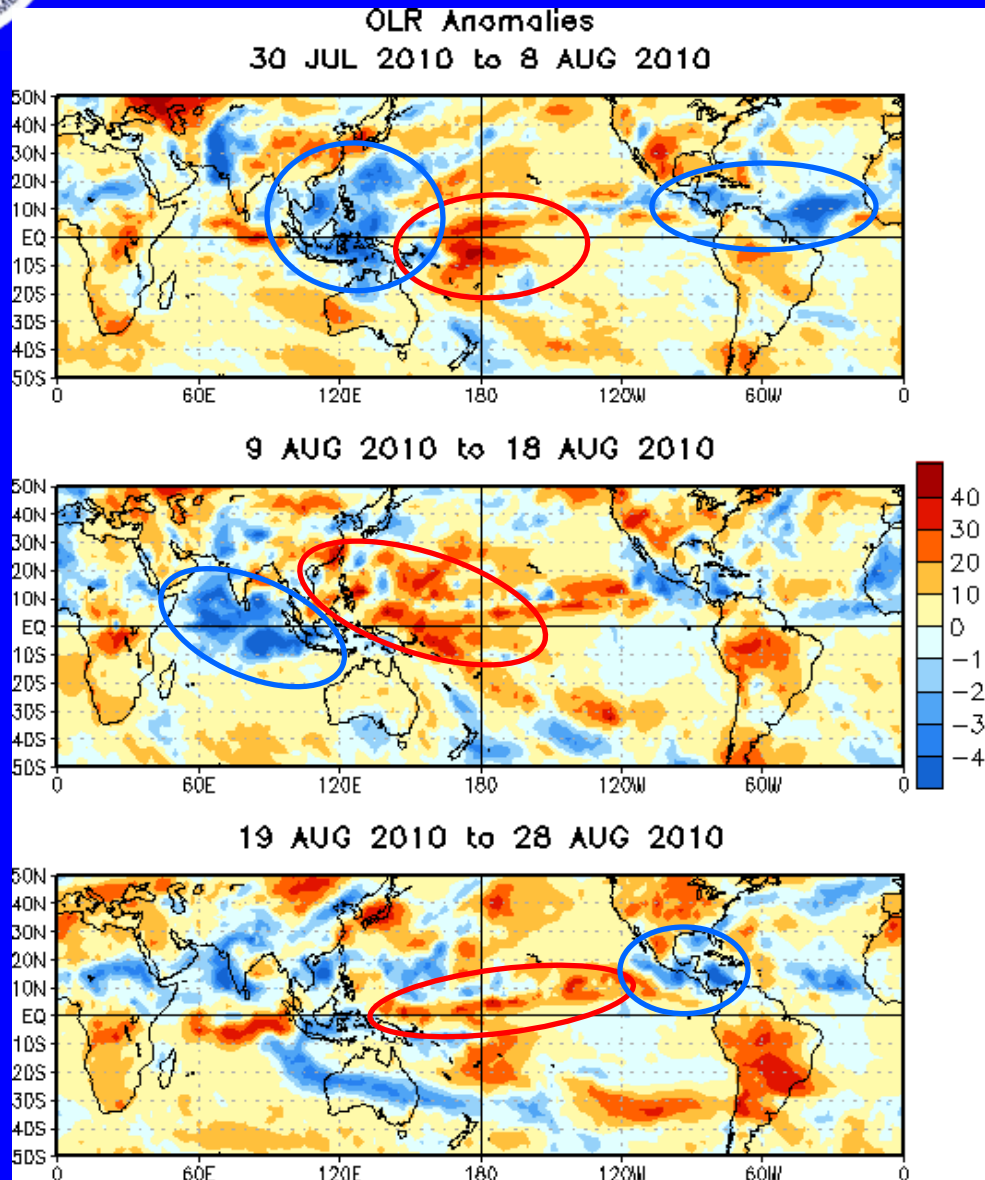 OLR Anomalies
30 JUL 2010 to 8 AUG 2010
50N
40N
30N
20N
10N
EQ
10S
20S
30S
40S
50S
0 60E 120E 180 120W 60W 0
9 AUG 2010 to 18 AUG 2010
50N
40N
30N
20N
10N
EQ
10S
20S
30S
40S
50S
0 60E 120E 180 120W 60W 0
40
30
20
10
0
-1
-2
-3
-4
19 AUG 2010 to 28 AUG 2010
50N
40N
30N
20N
10N
EQ
10S
20S
30S
40S
50S
0 60E 120E 180 120W 60W 0